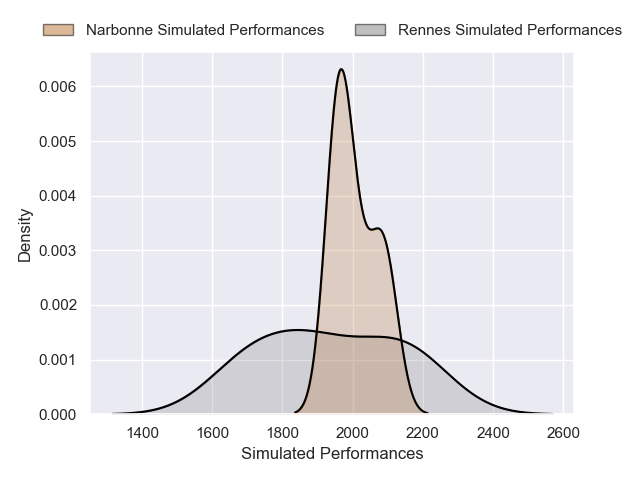 Narbonne Simulated Performances Rennes Simulated Performances
0.006
0.005
0.004
0.003
0.002
0.001
0.000
Density
1400 1600 1800 2000 2200 2400 2600
Simulated Performances